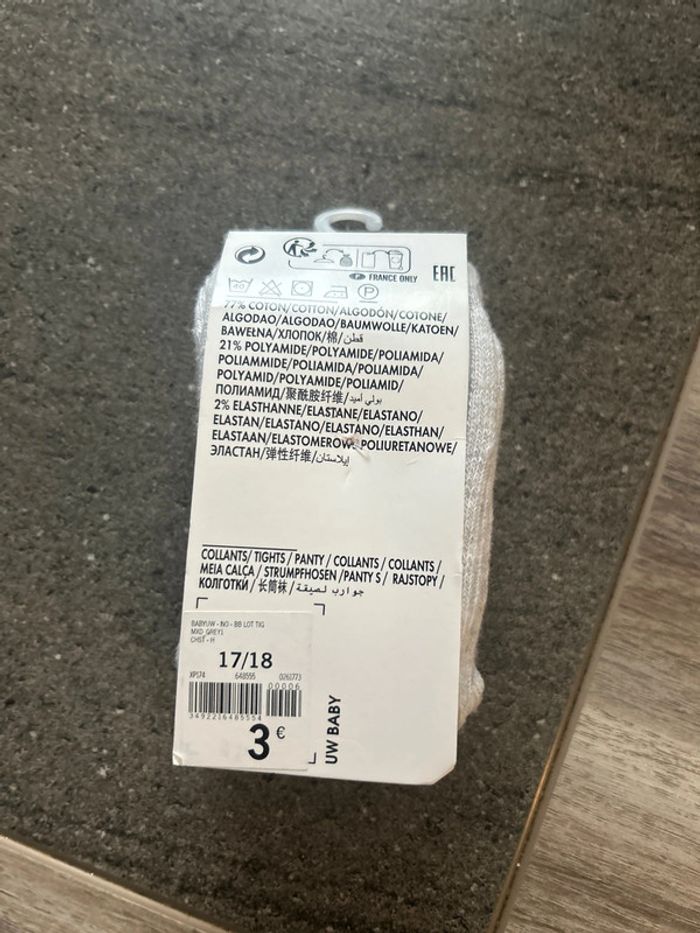 FRANCE ONLY
EAC
40
P
77% COTON/COTTON/ALGODÓN/COTONE/
ALGODAO/ALGODAO/BAUMWOLLE/KATOEN/
BAWEŁNA/ХЛОПОК/棉/قطن
21% POLYAMIDE/POLYAMIDE/POLIAMIDA/
POLIAMMIDE/POLIAMIDA/POLIAMIDA/
POLYAMID/POLYAMIDE/POLIAMID/
ПОЛИАМИД/聚酰胺纤维/بولي أميد
2% ELASTHANNE/ELASTANE/ELASTANO/
ELASTAN/ELASTANO/ELASTANO/ELASTHAN/
ELASTAAN/ELASTOMEROWE POLIURETANOWE/
ЭЛАСТАН/弹性纤维/إيلاستان
COLLANTS/ TIGHTS / PANTY / COLLANTS / COLLANTS /
MEIA CALÇA / STRUMPFHOSEN /PANTY S / RAJSTOPY /
КОЛГОТКИ / 长筒袜 / جوارب لصيقة
BABYUW - NO - BB LOT TIG
MXD_GREY1
CHST - H
17/18
XP174 648555 0261773
00006
3492216485554
3 €
UW BABY